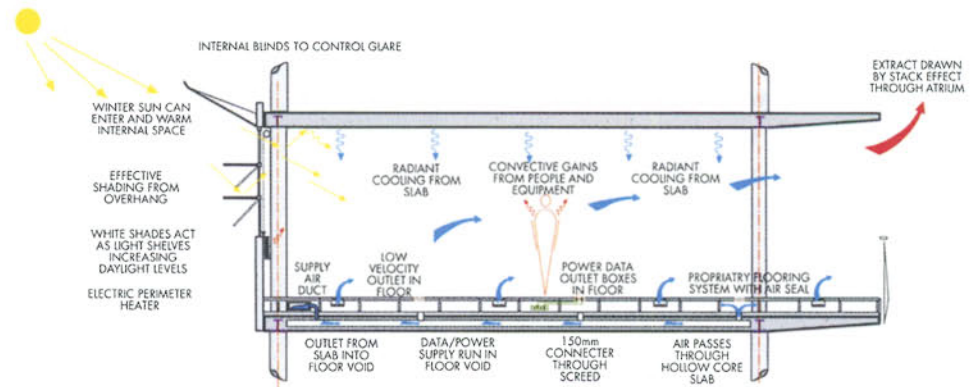 INTERNAL BLINDS TO CONTROL GLARE
EXTRACT DRAWN
BY STACK EFFECT
THROUGH ATRIUM
WINTER SUN CAN
ENTER AND WARM
INTERNAL SPACE
EFFECTIVE
SHADING FROM
OVERHANG
WHITE SHADES ACT
AS LIGHT SHELVES
INCREASING
DAYLIGHT LEVELS
ELECTRIC PERIMETER
HEATER
RADIANT
COOLING FROM
SLAB
CONVECTIVE GAINS
FROM PEOPLE AND
EQUIPMENT
RADIANT
COOLING FROM
SLAB
SUPPLY
AIR
DUCT
LOW
VELOCITY
OUTLET IN
FLOOR
POWER DATA
OUTLET BOXES
IN FLOOR
PROPRIATRY FLOORING
SYSTEM WITH AIR SEAL
OUTLET FROM
SLAB INTO
FLOOR VOID
DATA/POWER
SUPPLY RUN IN
FLOOR VOID
150mm
CONNECTER
THROUGH
SCREED
AIR PASSES
THROUGH
HOLLOW CORE
SLAB